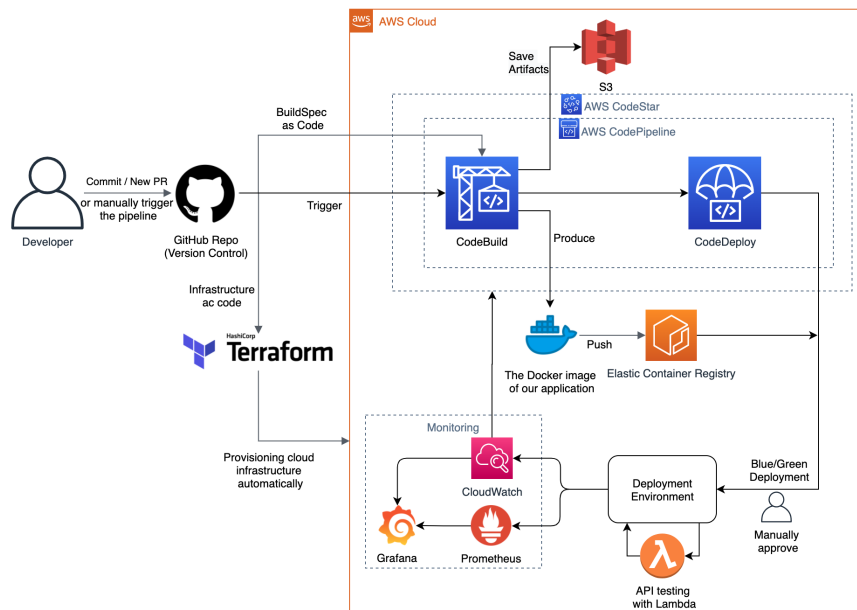 aws
AWS Cloud
Save
Artifacts
S3
AWS CodeStar
BuildSpec
as Code
AWS CodePipeline
Commit / New PR
or manually trigger
the pipeline
Trigger
Developer
GitHub Repo
(Version Control)
CodeBuild
CodeDeploy
Produce
Infrastructure
ac code
HashiCorp
Terraform
Push
The Docker image
of our application
Elastic Container Registry
Provisioning cloud
infrastructure
automatically
Monitoring
CloudWatch
Grafana
Prometheus
Deployment
Environment
Blue/Green
Deployment
Manually
approve
API testing
with Lambda